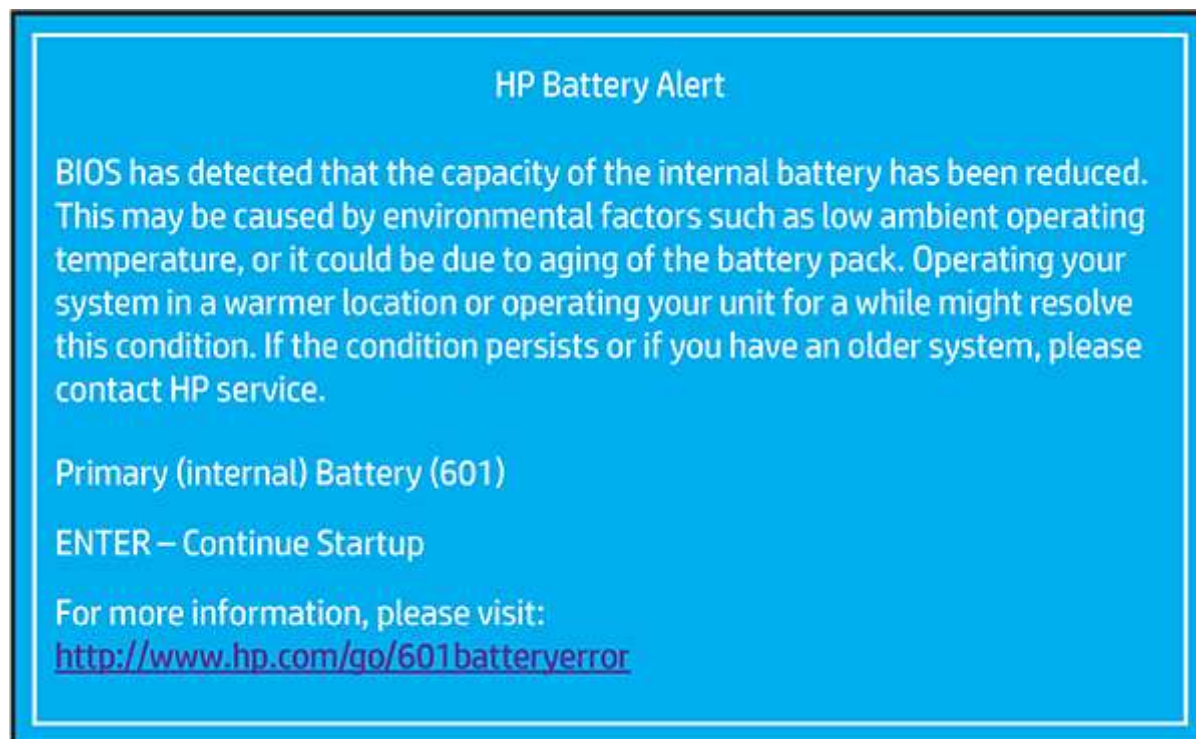 HP Battery Alert
BIOS has detected that the capacity of the internal battery has been reduced.
This may be caused by environmental factors such as low ambient operating
temperature, or it could be due to aging of the battery pack. Operating your
system in a warmer location or operating your unit for a while might resolve
this condition. If the condition persists or if you have an older system, please
contact HP service.
Primary (internal) Battery (601)
ENTER – Continue Startup
For more information, please visit:
http://www.hp.com/go/601batteryerror